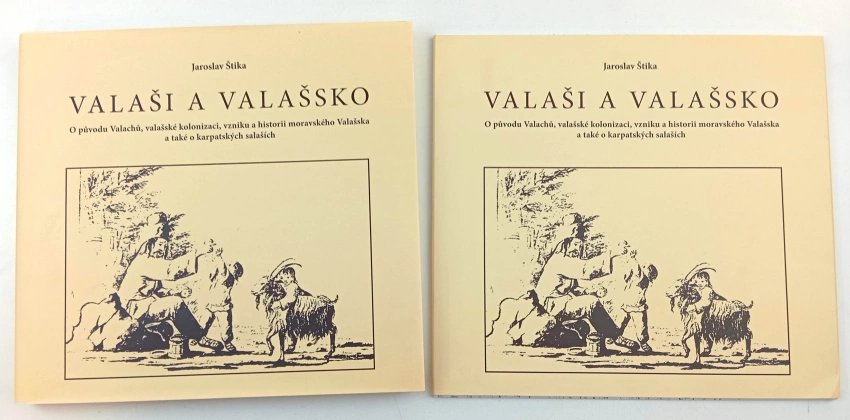 Jaroslav Štika
VALAŠI A VALAŠSKO
O původu Valachů, valašské kolonizaci, vzniku a historii moravského Valašska
a také o karpatských salaších
Jaroslav Štika
VALAŠI A VALAŠSKO
O původu Valachů, valašské kolonizaci, vzniku a historii moravského Valašska
a také o karpatských salaších